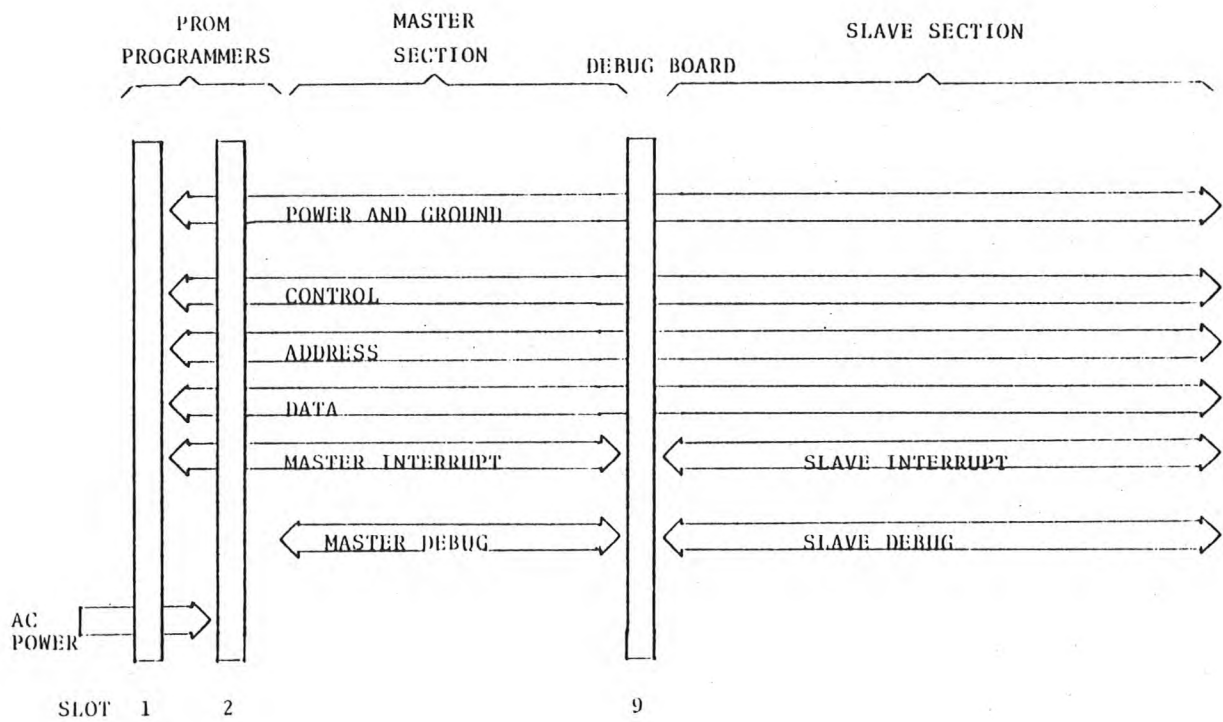 PROM
PROGRAMMERS
MASTER
SECTION
DEBUG BOARD
SLAVE SECTION
POWER AND GROUND
CONTROL
ADDRESS
DATA
MASTER INTERRUPT
SLAVE INTERRUPT
MASTER DEBUG
SLAVE DEBUG
AC
POWER
SLOT 1 2 9